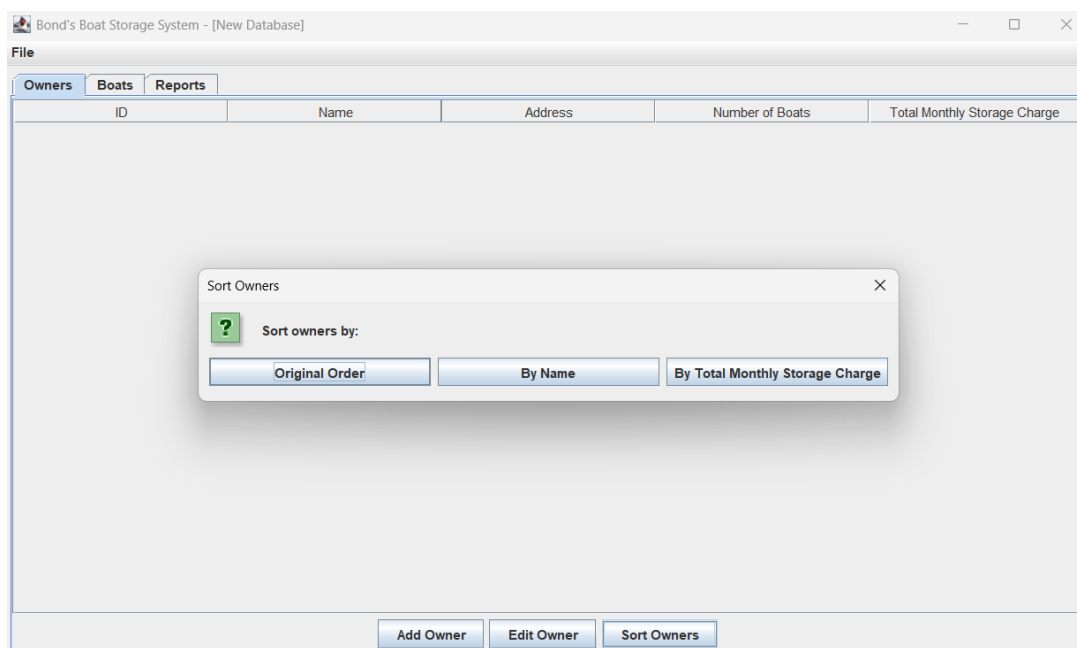 Bond's Boat Storage System - [New Database]
File
Owners Boats Reports
ID Name Address Number of Boats Total Monthly Storage Charge
Sort Owners
? Sort owners by:
Original Order By Name By Total Monthly Storage Charge
Add Owner Edit Owner Sort Owners